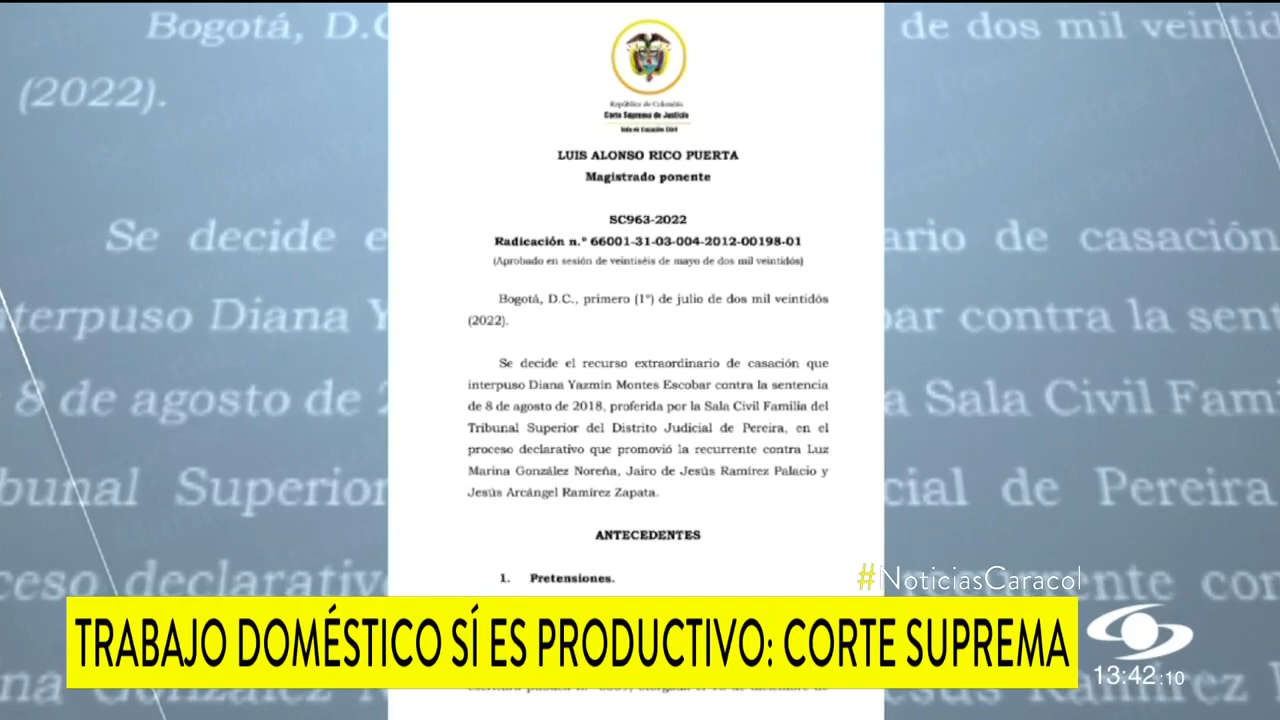 Bogotá, D.C
de dos mil veintid
(2022).
República de Colombia
Corte Suprema de Justicia
Sala de Casación Civil
LUIS ALONSO RICO PUERTA
Magistrado ponente
SC963-2022
Radicación n.° 66001-31-03-004-2012-00198-01
(Aprobado en sesión de veintiséis de mayo de dos mil veintidós)
Bogotá, D.C., primero (1°) de julio de dos mil veintidós
(2022).
Se decide el recurso extraordinario de casación que
interpuso Diana Yazmín Montes Escobar contra la sentencia
de 8 de agosto de 2018, proferida por la Sala Civil Familia del
Tribunal Superior del Distrito Judicial de Pereira, en el
proceso declarativo que promovió la recurrente contra Luz
Marina González Noreña, Jairo de Jesús Ramírez Palacio y
Jesús Arcángel Ramírez Zapata.
ANTECEDENTES
1. Pretensiones.
Se decide e
ario de casación
terpuso Diana Y
bar contra la sent
e 8 de agosto de 2
a Sala Civil Fam
ibunal Superior
cial de Pereira
ceso declarativ
ente con
#NoticiasCaracol
TRABAJO DOMÉSTICO SÍ ES PRODUCTIVO: CORTE SUPREMA
13:42:10